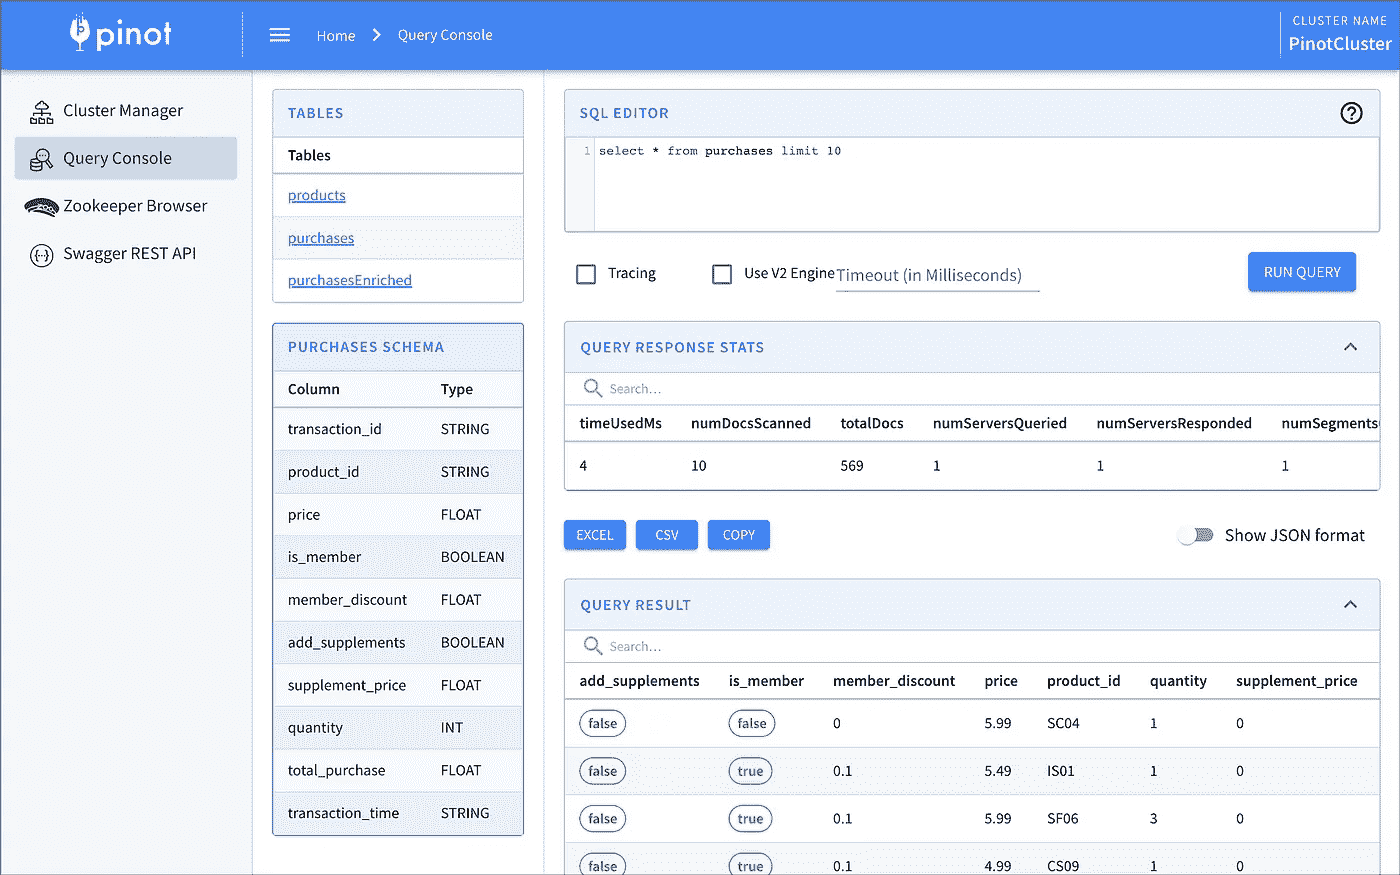 pinot
Home > Query Console
CLUSTER NAME
PinotCluster
Cluster Manager
Query Console
Zookeeper Browser
Swagger REST API
TABLES
Tables
products
purchases
purchasesEnriched
PURCHASES SCHEMA
Column Type
transaction_id STRING
product_id STRING
price FLOAT
is_member BOOLEAN
member_discount FLOAT
add_supplements BOOLEAN
supplement_price FLOAT
quantity INT
total_purchase FLOAT
transaction_time STRING
SQL EDITOR
1 select * from purchases limit 10
Tracing Use V2 Engine Timeout (in Milliseconds) RUN QUERY
QUERY RESPONSE STATS
Search...
timeUsedMs numDocsScanned totalDocs numServersQueried numServersResponded numSegments
4 10 569 1 1 1
EXCEL CSV COPY Show JSON format
QUERY RESULT
Search...
add_supplements is_member member_discount price product_id quantity supplement_price
false false 0 5.99 SC04 1 0
false true 0.1 5.49 IS01 1 0
false true 0.1 5.99 SF06 3 0
false true 0.1 4.99 CS09 1 0